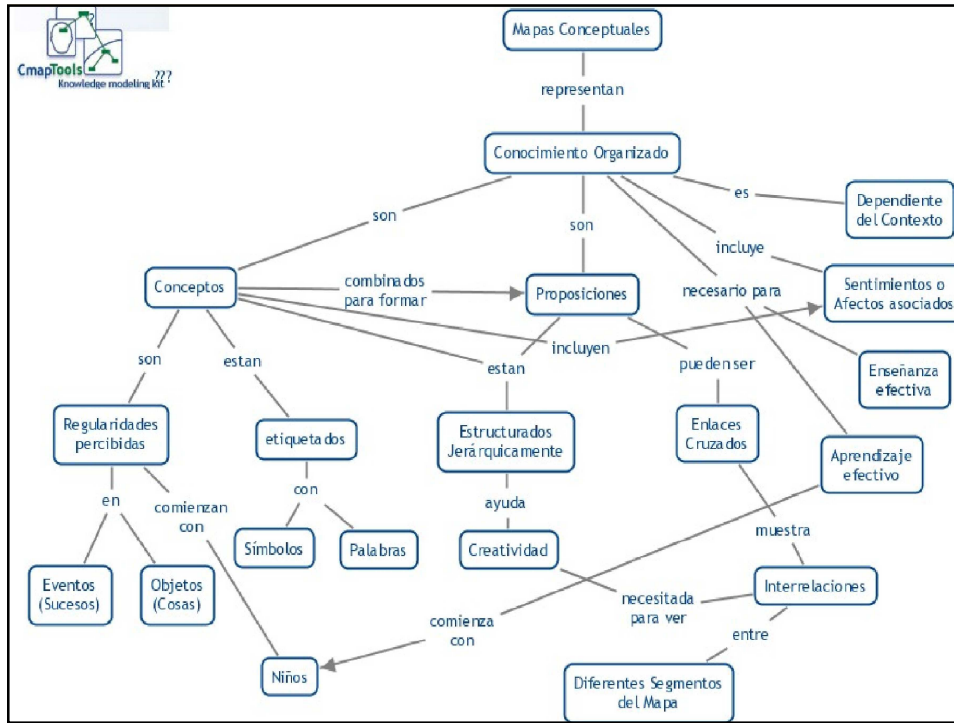 CmapTools
Knowledge modeling kit ???
Mapas Conceptuales
representan
Conocimiento Organizado
es
Dependiente
del Contexto
son
son
incluye
Conceptos
combinados
para formar
Proposiciones
necesario para
Sentimientos o
Afectos asociados
son
estan
estan
incluyen
pueden ser
Enseñanza
efectiva
Regularidades
percibidas
etiquetados
Estructurados
Jerárquicamente
Enlaces
Cruzados
Aprendizaje
efectivo
en
comienzan
con
con
ayuda
muestra
Símbolos
Palabras
Creatividad
Eventos
(Sucesos)
Objetos
(Cosas)
necesitada
para ver
Interrelaciones
comienza
con
entre
Niños
Diferentes Segmentos
del Mapa